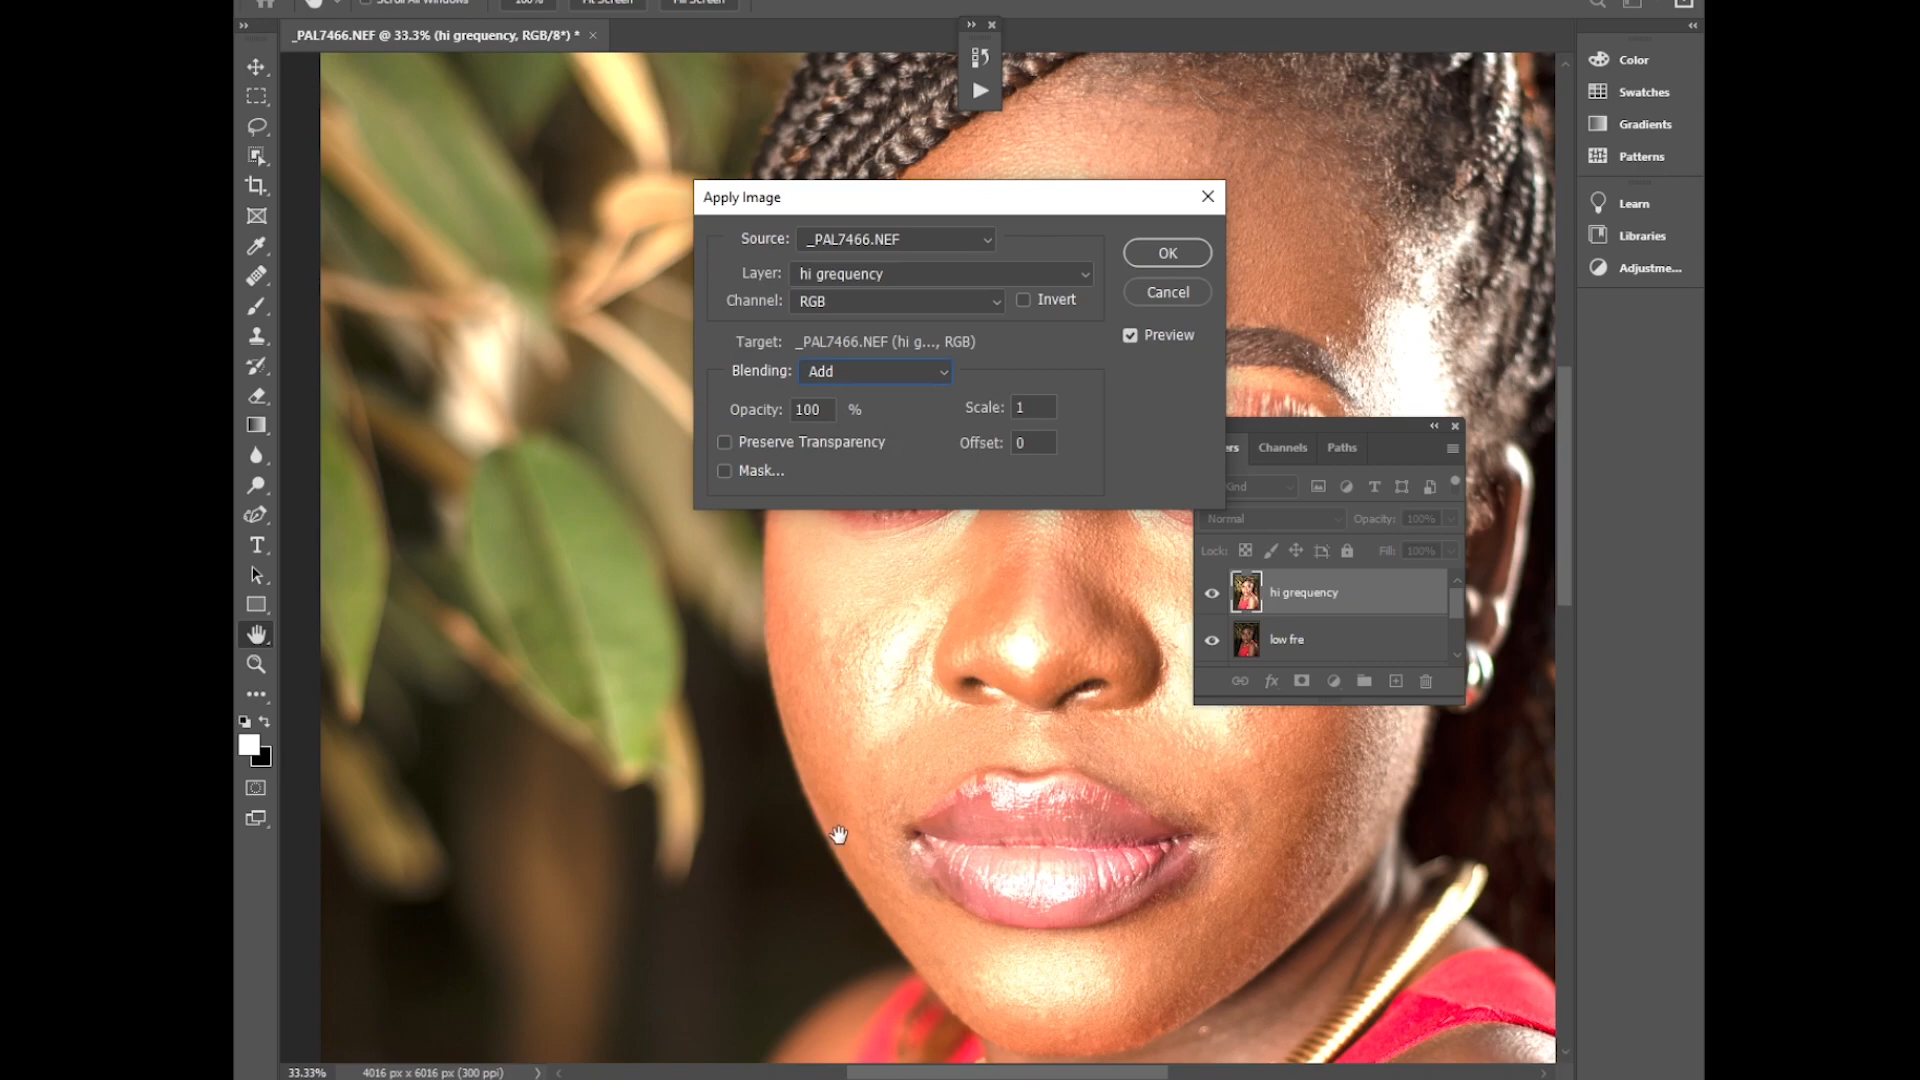 Scroll All Windows
100%
Fit Screen
Fill Screen
_PAL7466.NEF @ 33.3% (hi grequency, RGB/8*) *
Color
Swatches
Gradients
Patterns
Learn
Libraries
Adjustme...
Apply Image
Source: _PAL7466.NEF
Layer: hi grequency
Channel: RGB
Invert
OK
Cancel
Preview
Target: _PAL7466.NEF (hi g..., RGB)
Blending: Add
Opacity: 100 %
Scale: 1
Preserve Transparency
Offset: 0
Mask...
ers
Channels
Paths
Kind
Normal
Opacity: 100%
Lock:
Fill: 100%
hi grequency
low fre
33.33%
4016 px x 6016 px (300 ppi)